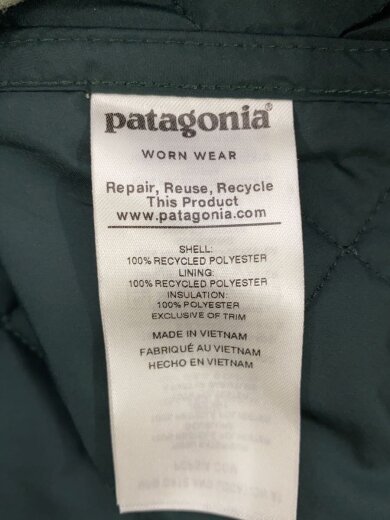 patagonia®
WORN WEAR
Repair, Reuse, Recycle
This Product
www.patagonia.com
SHELL:
100% RECYCLED POLYESTER
LINING:
100% RECYCLED POLYESTER
INSULATION:
100% POLYESTER
EXCLUSIVE OF TRIM
MADE IN VIETNAM
FABRIQUÉ AU VIETNAM
HECHO EN VIETNAM